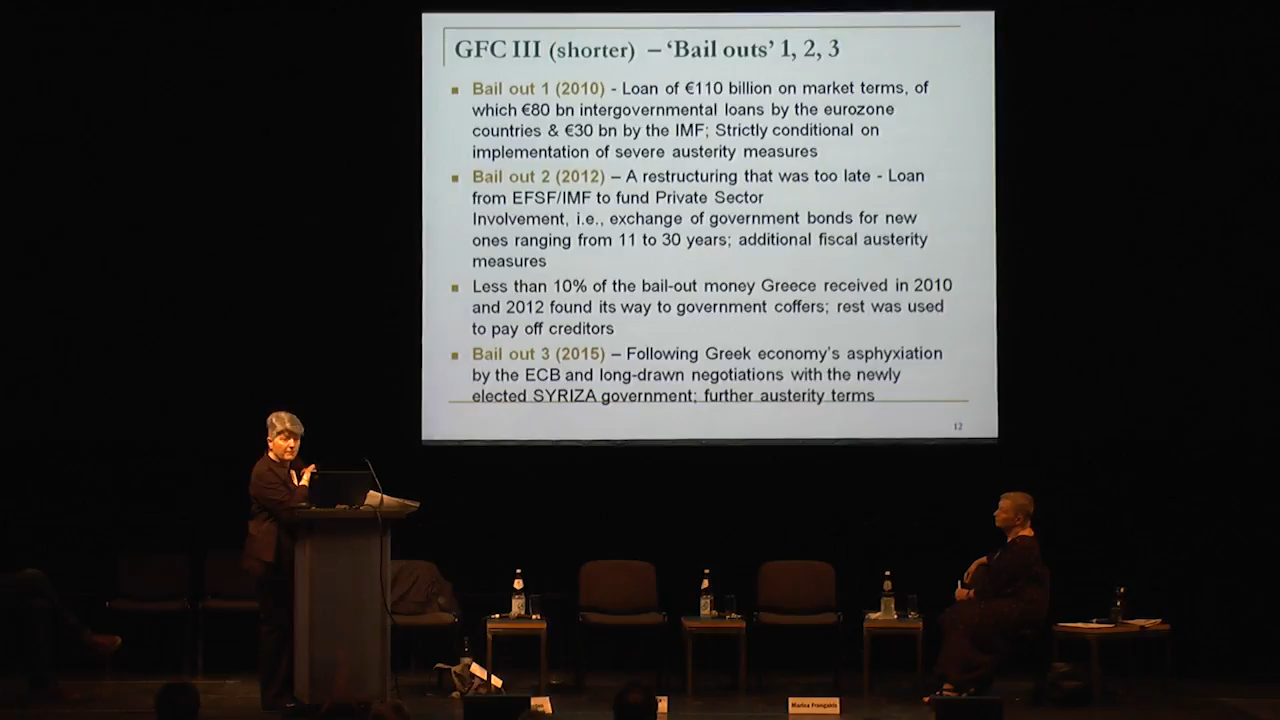 GFC III (shorter) – ‘Bail outs’ 1, 2, 3
Bail out 1 (2010) - Loan of €110 billion on market terms, of
which €80 bn intergovernmental loans by the eurozone
countries & €30 bn by the IMF; Strictly conditional on
implementation of severe austerity measures
Bail out 2 (2012) – A restructuring that was too late - Loan
from EFSF/IMF to fund Private Sector
Involvement, i.e., exchange of government bonds for new
ones ranging from 11 to 30 years; additional fiscal austerity
measures
Less than 10% of the bail-out money Greece received in 2010
and 2012 found its way to government coffers; rest was used
to pay off creditors
Bail out 3 (2015) – Following Greek economy’s asphyxiation
by the ECB and long-drawn negotiations with the newly
elected SYRIZA government; further austerity terms
12
Marica Frangakis